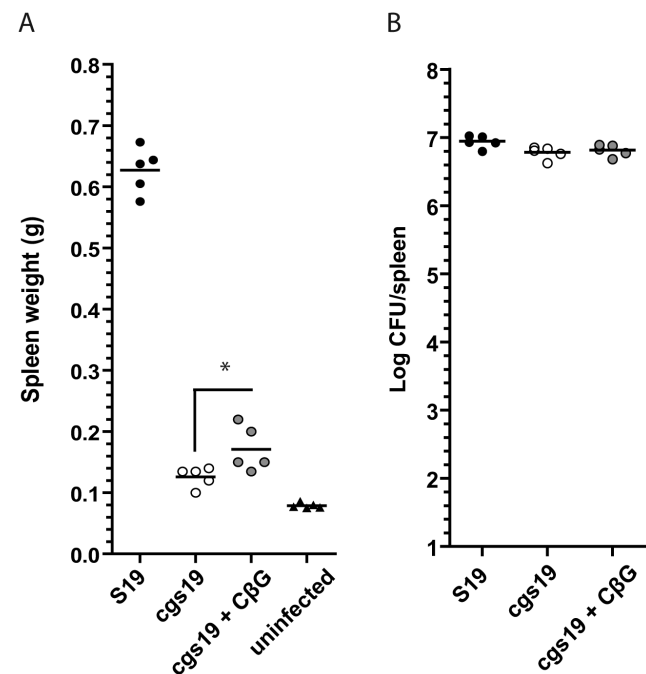 A
B
Spleen weight (g)
0.8
0.7
0.6
0.5
0.4
0.3
0.2
0.1
0.0
*
S19
cgs19
cgs19 + CβG
uninfected
Log CFU/spleen
8
7
6
5
4
3
2
1
S19
cgs19
cgs19 + CβG